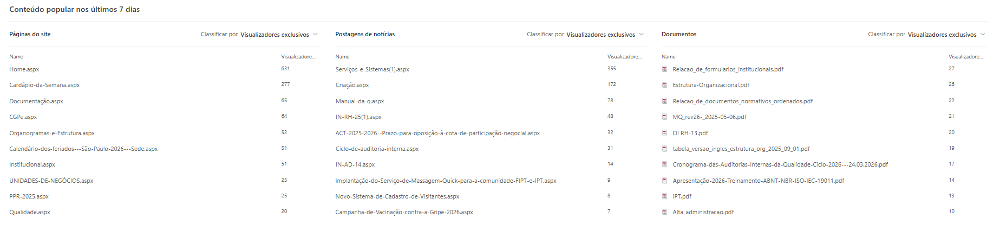 Conteúdo popular nos últimos 7 dias
Páginas do site
Classificar por Visualizadores exclusivos
Name
Visualizadore...
Home.aspx 631
Cardápio-da-Semana.aspx 277
Documentação.aspx 65
CGPe.aspx 64
Organogramas-e-Estrutura.aspx 52
Calendário-dos-feriados---São-Paulo-2026---Sede.aspx 51
Institucional.aspx 51
UNIDADES-DE-NEGÓCIOS.aspx 25
PPR-2025.aspx 25
Qualidade.aspx 20
Postagens de notícias
Classificar por Visualizadores exclusivos
Name
Visualizadore...
Serviços-e-Sistemas(1).aspx 355
Criação.aspx 172
Manual-da-q.aspx 78
IN-RH-25(1).aspx 48
ACT-2025-2026--Prazo-para-oposição-à-cota-de-participação-negocial.aspx 32
Ciclo-de-auditoria-interna.aspx 31
IN-AD-14.aspx 14
Implantação-do-Serviço-de-Massagem-Quick-para-a-comunidade-FIPT-e-IPT.aspx 9
Novo-Sistema-de-Cadastro-de-Visitantes.aspx 8
Campanha-de-Vacinação-contra-a-Gripe-2026.aspx 7
Documentos
Classificar por Visualizadores exclusivos
Name
Visualizadore...
Relacao_de_formularios_institucionais.pdf 27
Estrutura-Organizacional.pdf 26
Relacao_de_documentos_normativos_ordenados.pdf 22
MQ_rev26-_2025-05-06.pdf 21
OI RH-13.pdf 20
tabela_versao_ingles_estrutura_org_2025_09_01.pdf 19
Cronograma-das-Auditorias-Internas-da-Qualidade-Ciclo-2026---24.03.2026.pdf 17
Apresentação-2026-Treinamento-ABNT-NBR-ISO-IEC-19011.pdf 14
IPT.pdf 13
Alta_administracao.pdf 10